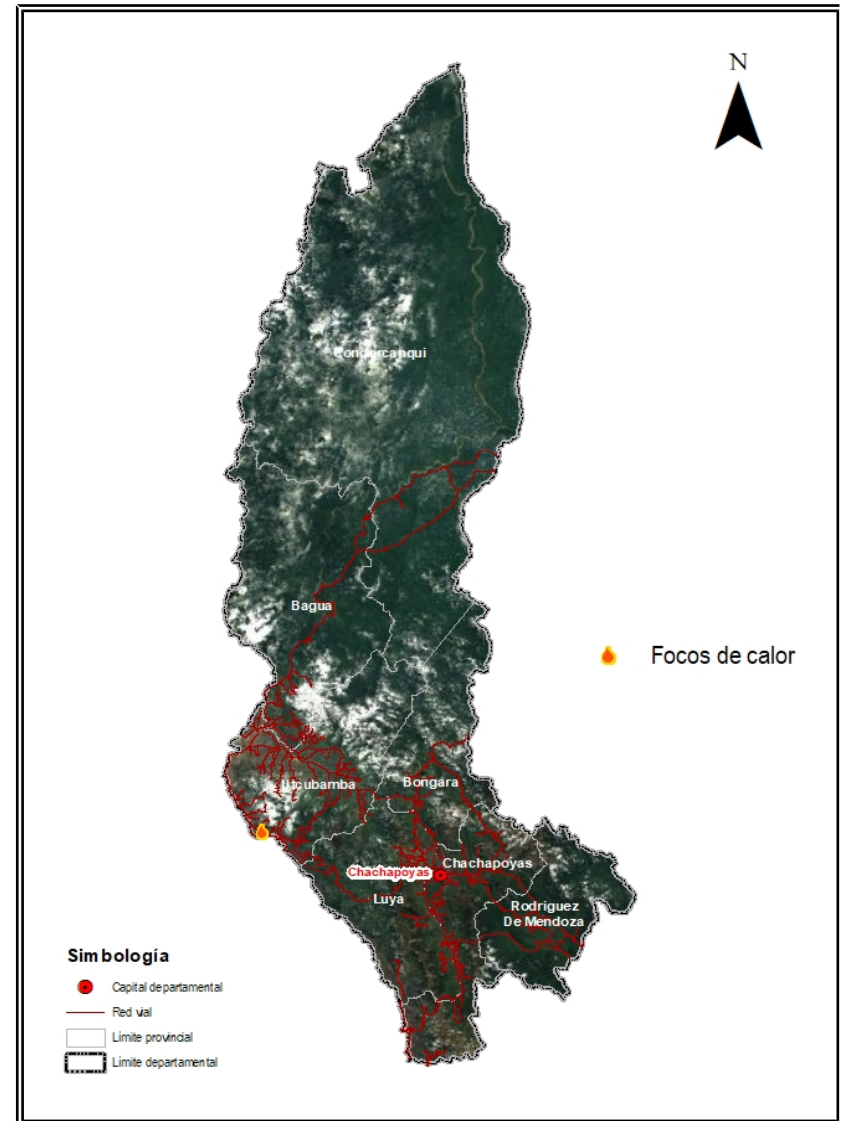 N
Condorcanqui
Bagua
Focos de calor
Utcubamba
Bongara
Chachapoyas
Chachapoyas
Luya
Rodriguez
De Mendoza
Simbología
Capital departamental
Red vial
Limite provincial
Limite departamental